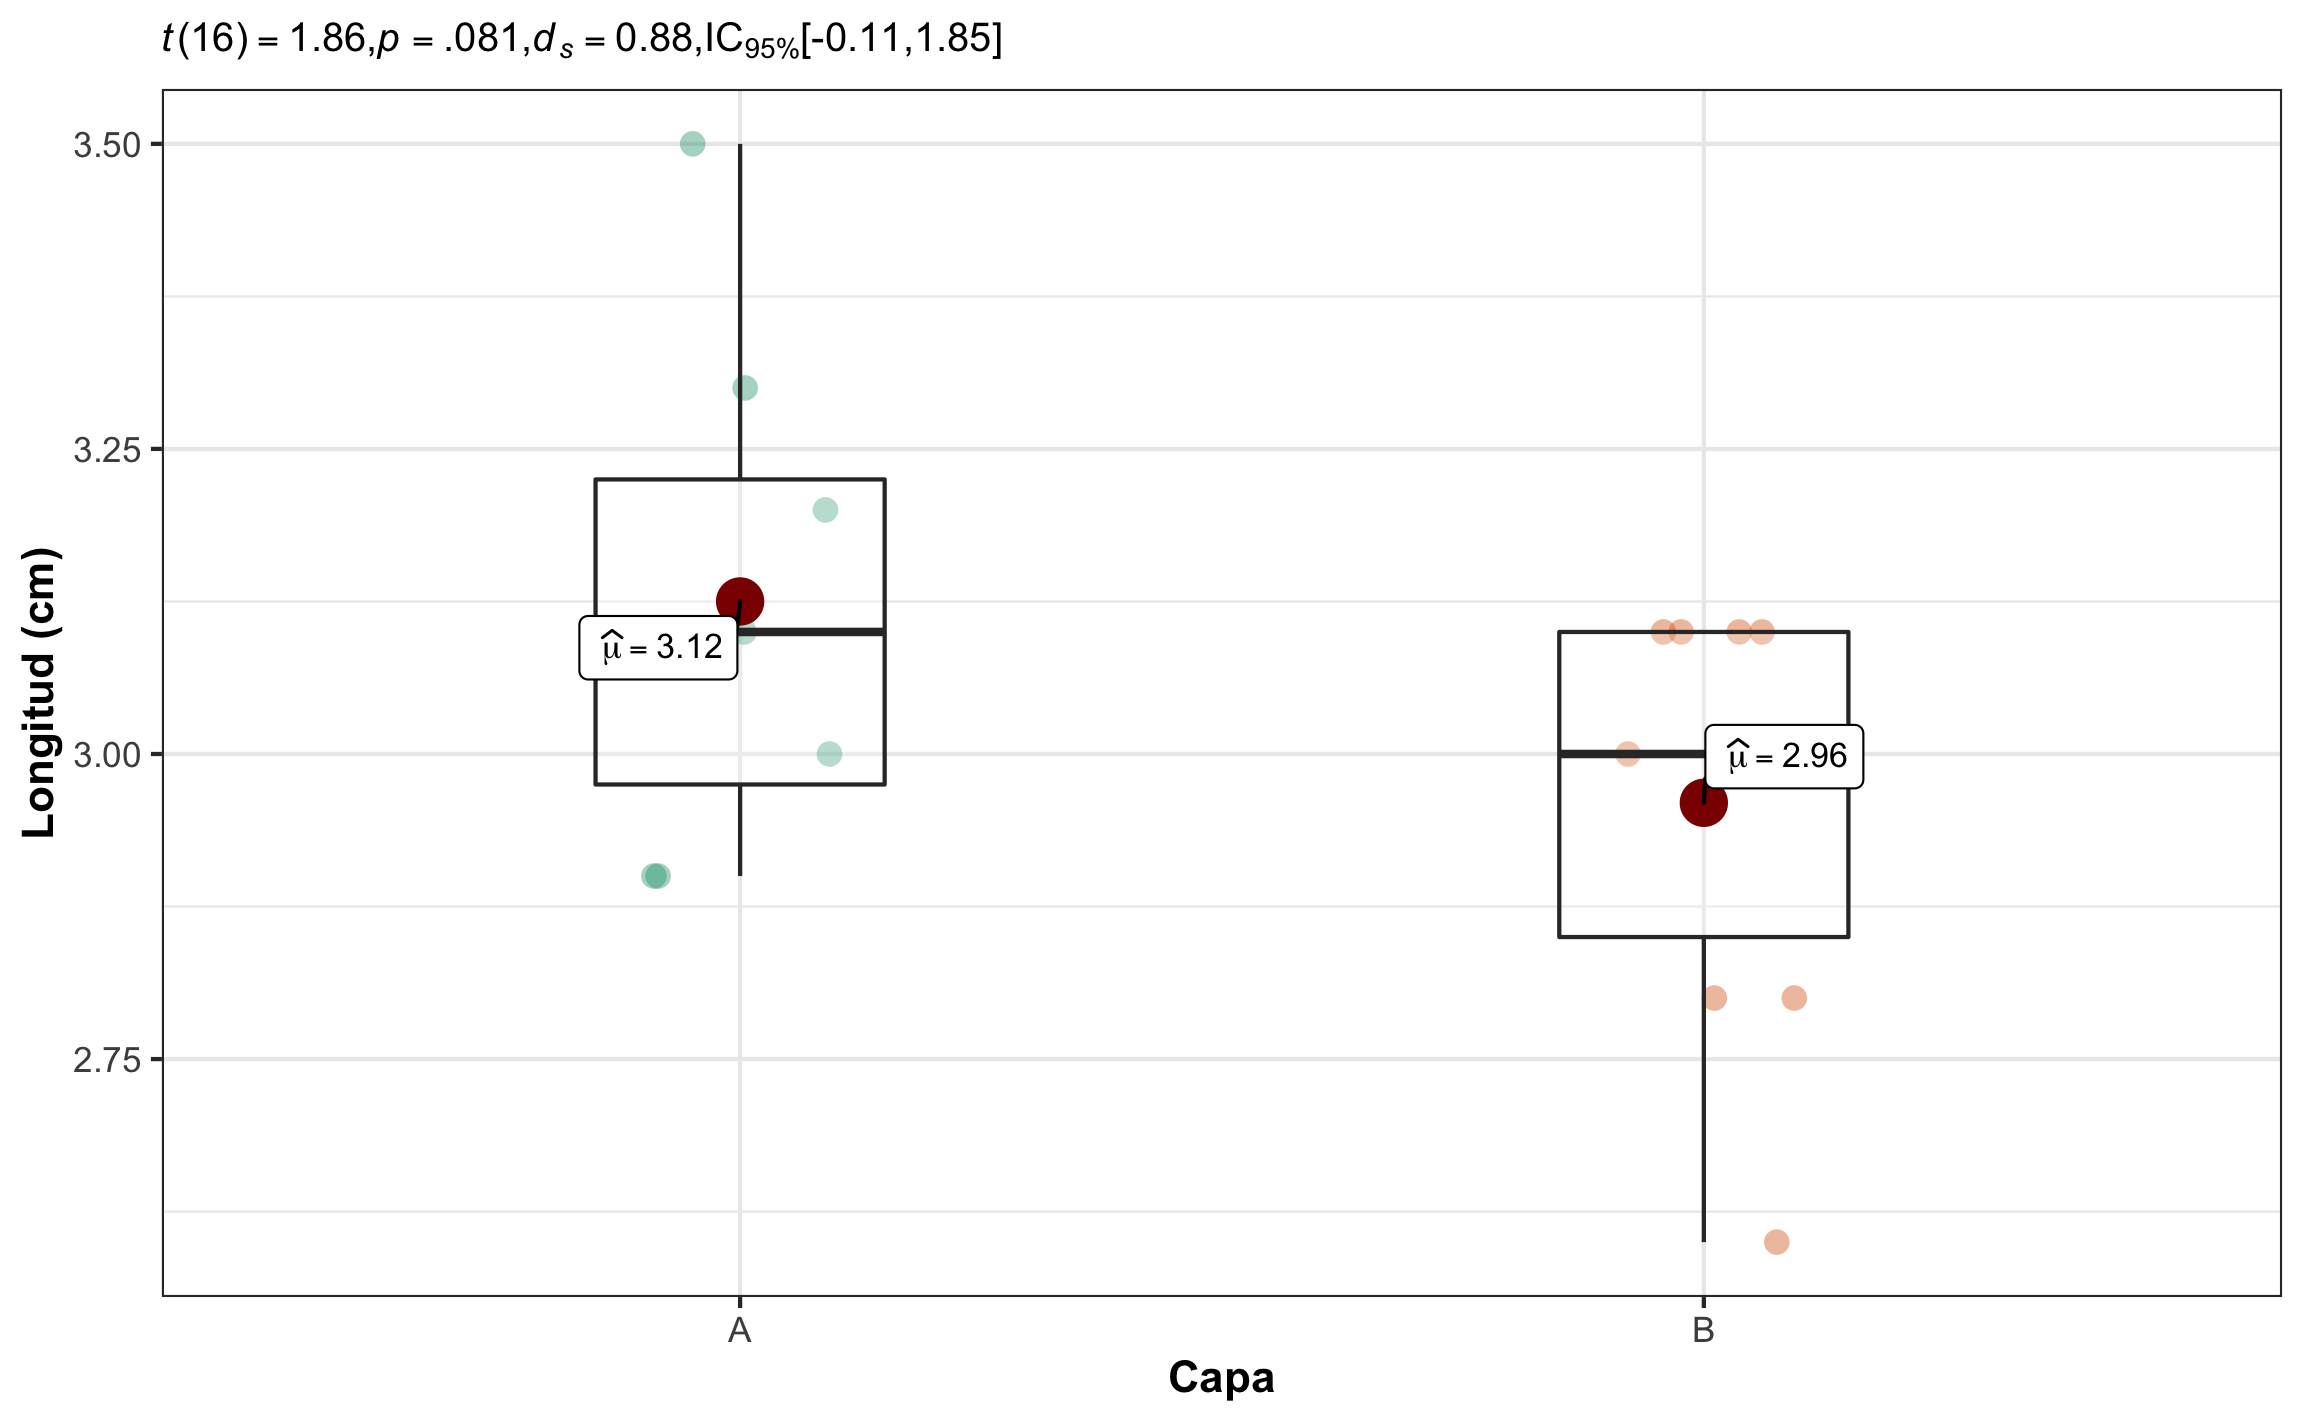 t(16) = 1.86,p = .081,dₛ = 0.88,IC₉₅%[-0.11,1.85]
3.50
3.25
3.00
2.75
Longitud (cm)
μ̂ = 3.12
μ̂ = 2.96
A
B
Capa